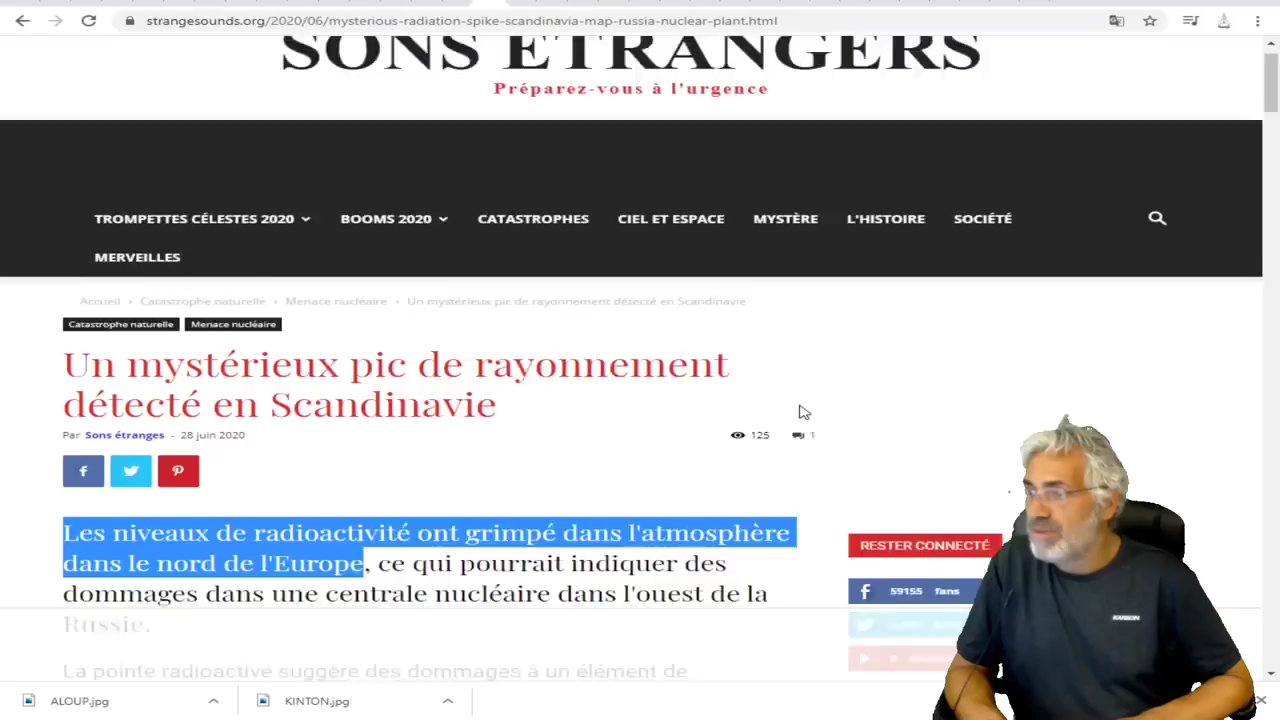 strangesounds.org/2020/06/mysterious-radiation-spike-scandinavia-map-russia-nuclear-plant.html
SONS ETRANGERS
Préparez-vous à l'urgence
TROMPETTES CÉLESTES 2020 BOOMS 2020 CATASTROPHES CIEL ET ESPACE MYSTÈRE L'HISTOIRE SOCIÉTÉ
MERVEILLES
Accueil › Catastrophe naturelle › Menace nucléaire › Un mystérieux pic de rayonnement détecté en Scandinavie
Catastrophe naturelle Menace nucléaire
Un mystérieux pic de rayonnement
détecté en Scandinavie
Par Sons étranges - 28 juin 2020 125 1
Les niveaux de radioactivité ont grimpé dans l'atmosphère
dans le nord de l'Europe, ce qui pourrait indiquer des
dommages dans une centrale nucléaire dans l'ouest de la
Russie.
La pointe radioactive suggère des dommages à un élément de
RESTER CONNECTÉ
59155 fans
KARBON
ALOUP.jpg KINTON.jpg